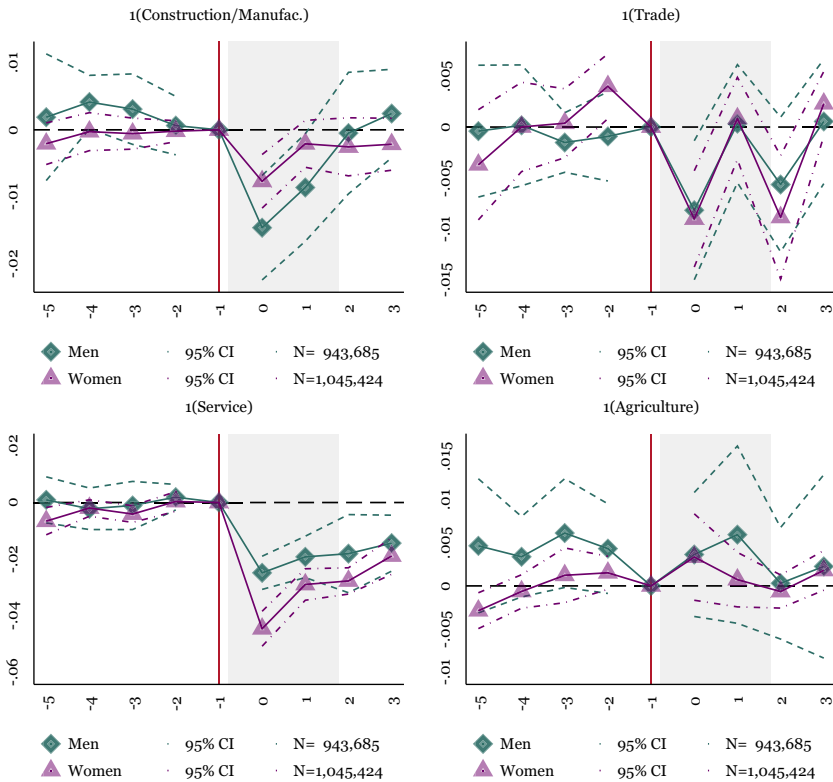 1(Construction/Manufac.)
.01
0
-.01
-.02
-5 -4 -3 -2 -1 0 1 2 3
Men 95% CI N= 943,685
Women 95% CI N=1,045,424
1(Trade)
.005
0
-.005
-.01
-.015
-5 -4 -3 -2 -1 0 1 2 3
Men 95% CI N= 943,685
Women 95% CI N=1,045,424
1(Service)
.02
0
-.02
-.04
-.06
-5 -4 -3 -2 -1 0 1 2 3
Men 95% CI N= 943,685
Women 95% CI N=1,045,424
1(Agriculture)
.015
.01
.005
0
-.005
-.01
-5 -4 -3 -2 -1 0 1 2 3
Men 95% CI N= 943,685
Women 95% CI N=1,045,424